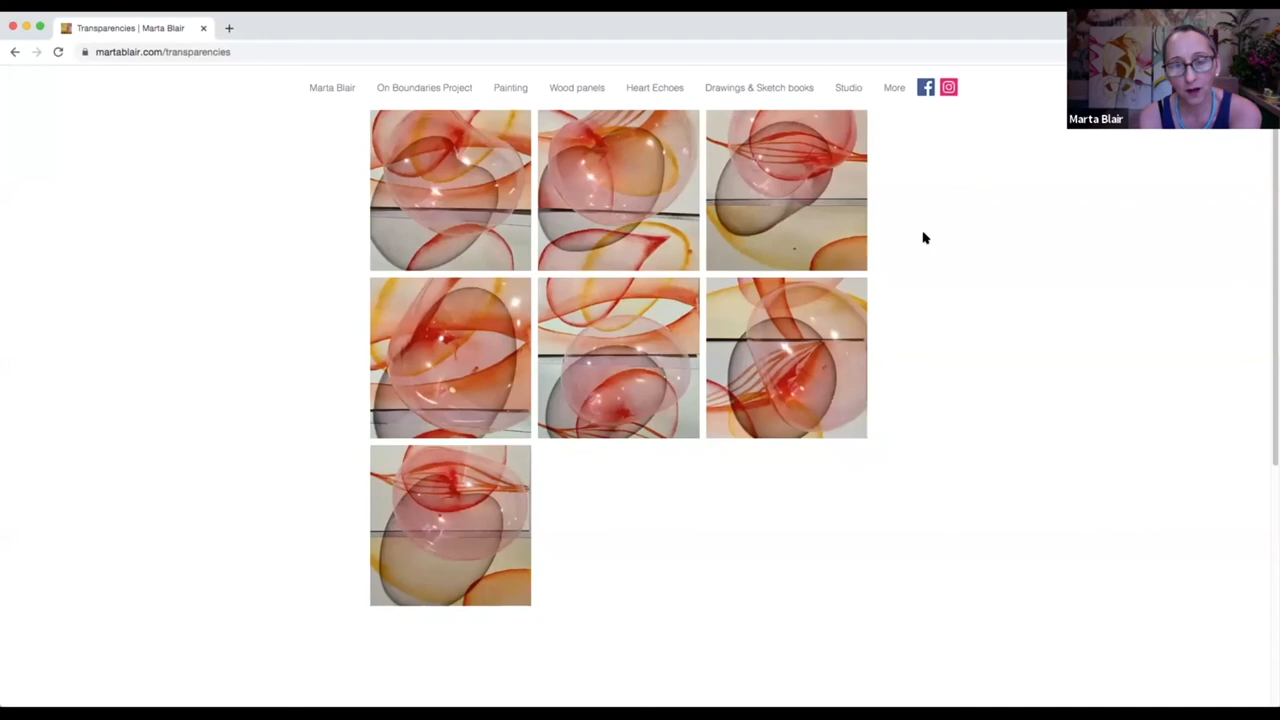 Transparencies | Marta Blair
martablair.com/transparencies
Marta Blair On Boundaries Project Painting Wood panels Heart Echoes Drawings & Sketch books Studio More
Marta Blair